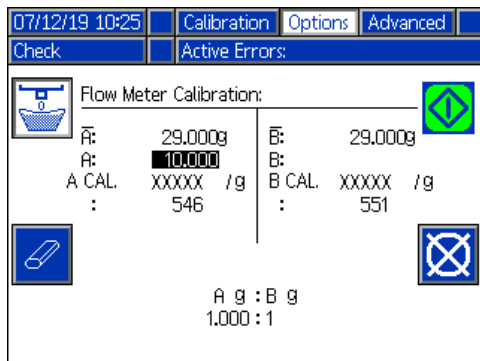 07/12/19 10:25 Calibration Options Advanced
Check Active Errors:
Flow Meter Calibration:
A̅: 29.000g B̅: 29.000g
A: 10.000 B:
A CAL. XXXXX /g B CAL. XXXXX /g
: 546 : 551
A g : B g
1.000 : 1